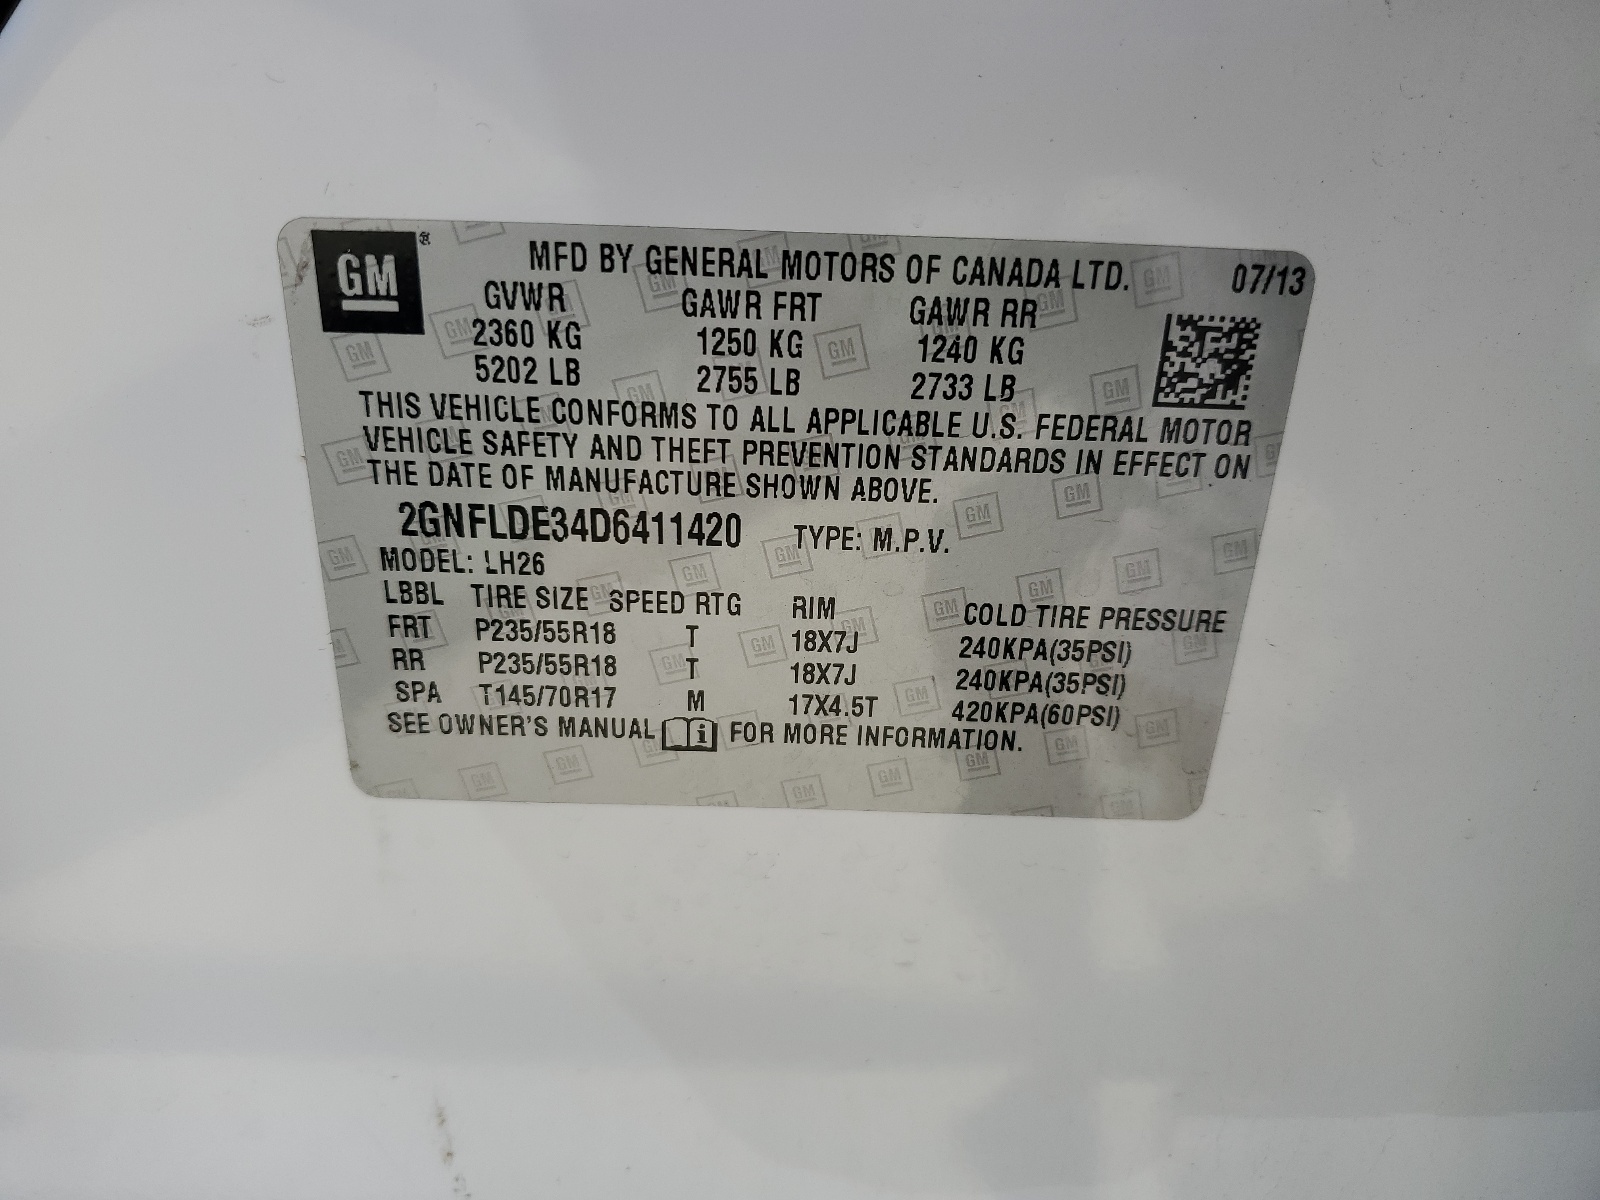 GM ®
MFD BY GENERAL MOTORS OF CANADA LTD. 07/13
GVWR GAWR FRT GAWR RR
2360 KG 1250 KG 1240 KG
5202 LB 2755 LB 2733 LB
THIS VEHICLE CONFORMS TO ALL APPLICABLE U.S. FEDERAL MOTOR
VEHICLE SAFETY AND THEFT PREVENTION STANDARDS IN EFFECT ON
THE DATE OF MANUFACTURE SHOWN ABOVE.
2GNFLDE34D6411420 TYPE: M.P.V.
MODEL: LH26
LBBL TIRE SIZE SPEED RTG RIM COLD TIRE PRESSURE
FRT P235/55R18 T 18X7J 240KPA(35PSI)
RR P235/55R18 T 18X7J 240KPA(35PSI)
SPA T145/70R17 M 17X4.5T 420KPA(60PSI)
SEE OWNER'S MANUAL i FOR MORE INFORMATION.